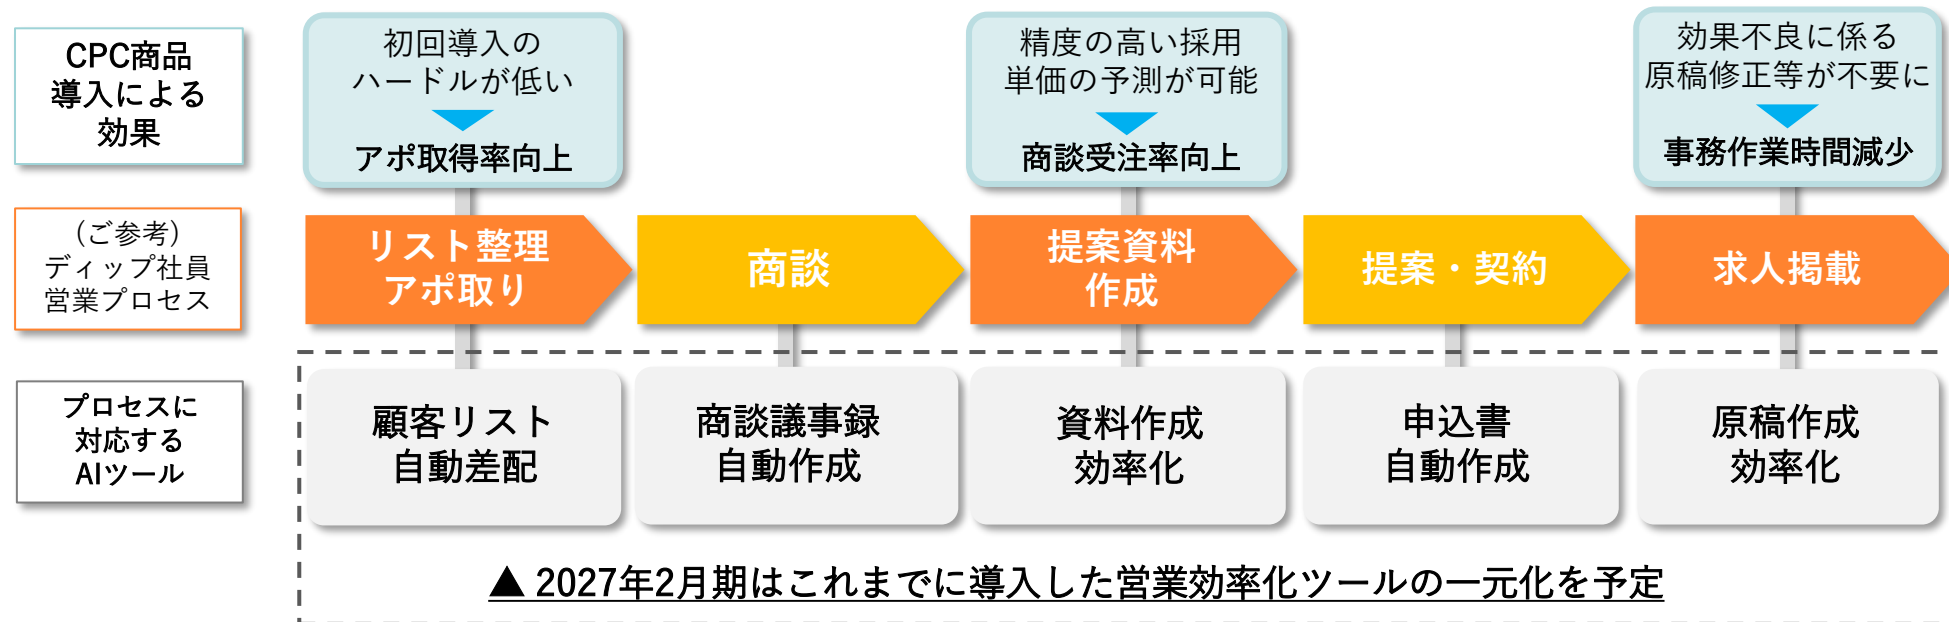 CPC商品
導入による
効果
初回導入の
ハードルが低い
アポ取得率向上
精度の高い採用
単価の予測が可能
商談受注率向上
効果不良に係る
原稿修正等が不要に
事務作業時間減少
（ご参考）
ディップ社員
営業プロセス
リスト整理
アポ取り
商談
提案資料
作成
提案・契約
求人掲載
プロセスに
対応する
AIツール
顧客リスト
自動差配
商談議事録
自動作成
資料作成
効率化
申込書
自動作成
原稿作成
効率化
▲ 2027年2月期はこれまでに導入した営業効率化ツールの一元化を予定